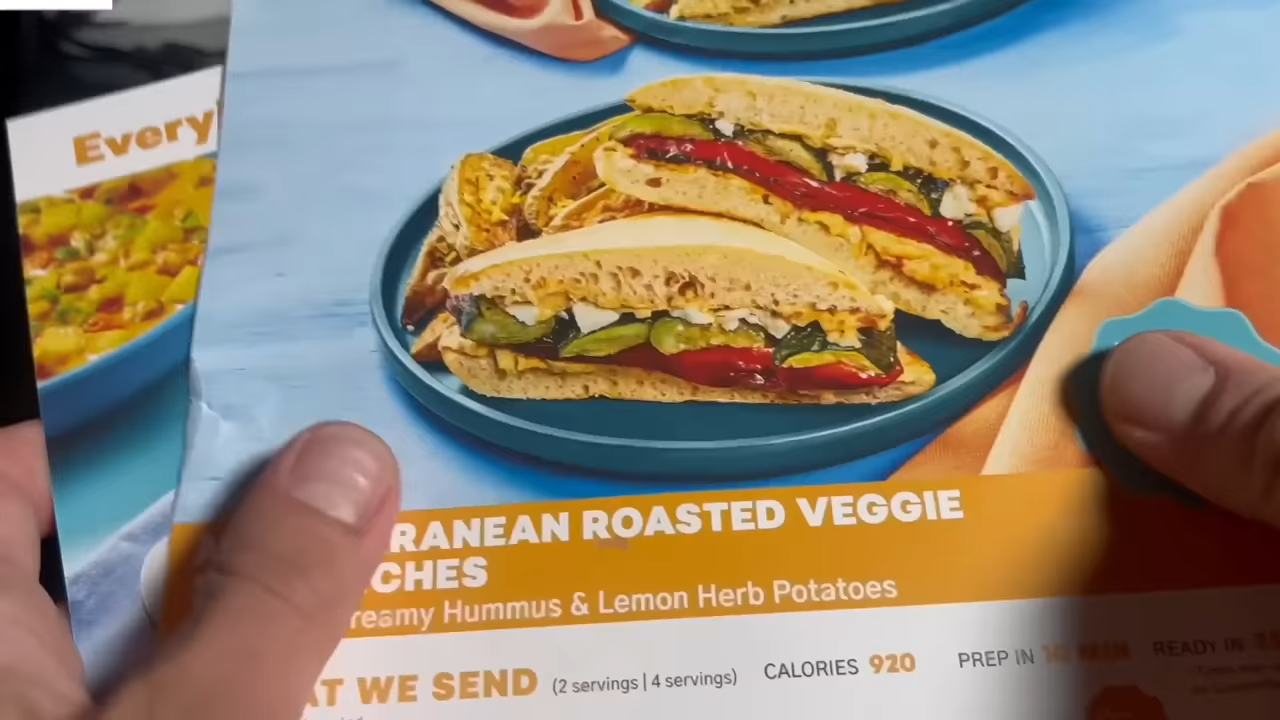 Every
RANEAN ROASTED VEGGIE
CHES
reamy Hummus & Lemon Herb Potatoes
AT WE SEND (2 servings | 4 servings) CALORIES 920 PREP IN READY IN